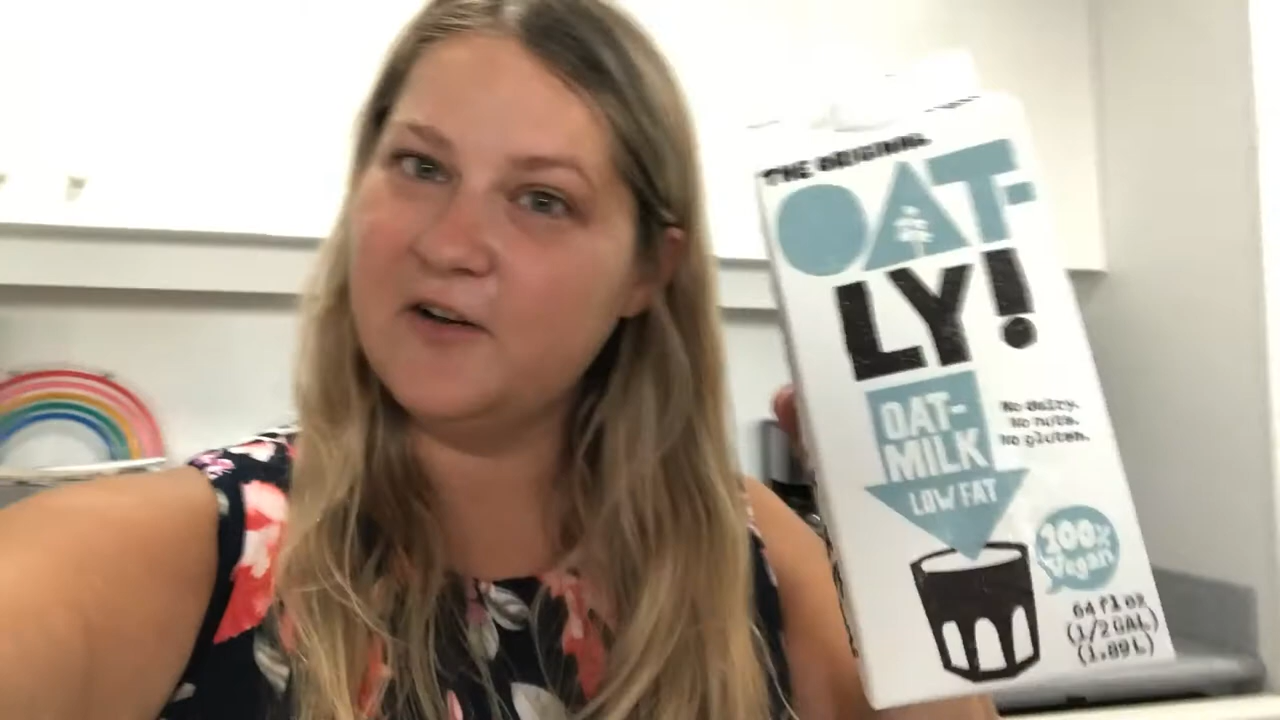 THE ORIGINAL
OAT-
LY!
OAT-
MILK
LOW FAT
No dairy.
No nuts.
No gluten.
100%
Vegan
64 fl oz
(1/2 GAL)
(1.89 L)